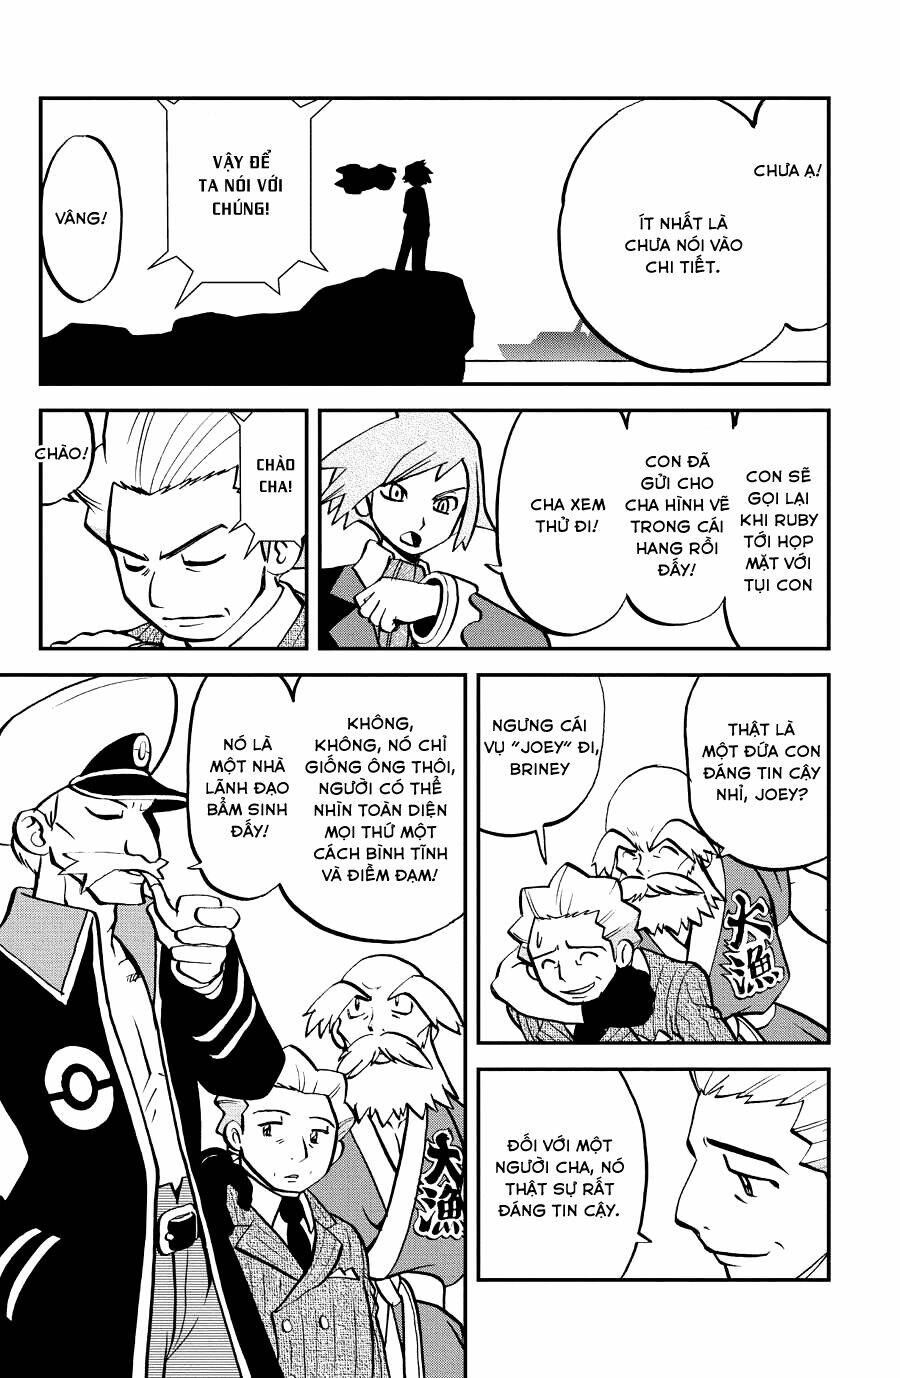 CHƯA Ạ!
ÍT NHẤT LÀ
CHƯA NÓI VÀO
CHI TIẾT.
VẬY ĐỂ
TA NÓI VỚI
CHÚNG!
VÂNG!
CON SẼ
GỌI LẠI
KHI RUBY
TỚI HỌP
MẶT VỚI
TỤI CON
CON ĐÃ
GỬI CHO
CHA HÌNH VẼ
TRONG CÁI
HANG RỒI
ĐẤY!
CHA XEM
THỬ ĐI!
CHÀO
CHA!
CHÀO!
THẬT LÀ
MỘT ĐỨA CON
ĐÁNG TIN CẬY
NHỈ, JOEY?
NGƯNG CÁI
VỤ "JOEY" ĐI,
BRINEY
大漁
ĐỐI VỚI MỘT
NGƯỜI CHA, NÓ
THẬT SỰ RẤT
ĐÁNG TIN CẬY.
KHÔNG,
KHÔNG, NÓ CHỈ
GIỐNG ÔNG THÔI,
NGƯỜI CÓ THỂ
NHÌN TOÀN DIỆN
MỌI THỨ MỘT
CÁCH BÌNH TĨNH
VÀ ĐIỀM ĐẠM!
NÓ LÀ
MỘT NHÀ
LÃNH ĐẠO
BẨM SINH
ĐẤY!
大漁